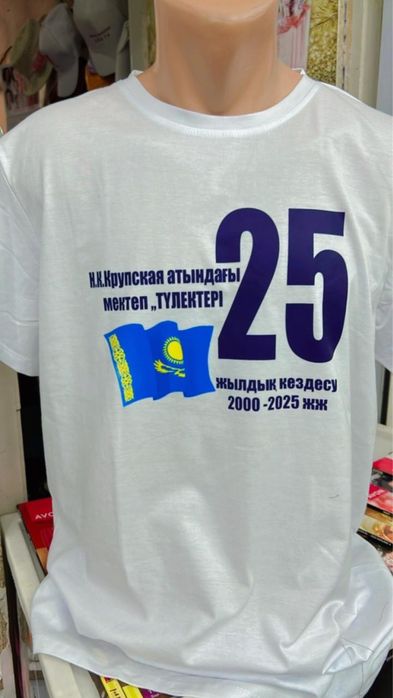 25
Н.К.Крупская атындағы
мектеп „ТҮЛЕКТЕРІ
жылдық кездесу
2000 -2025 жж